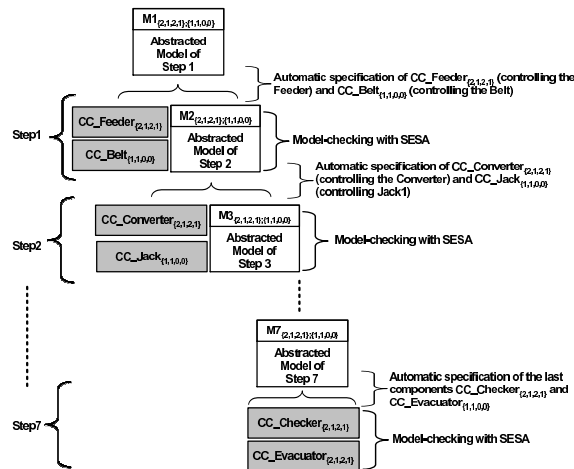 M1{2,1,2,1};{1,1,0,0}
Abstracted
Model of
Step 1
Automatic specification of CC_Feeder{2,1,2,1} (controlling the
Feeder) and CC_Belt{1,1,0,0} (controlling the Belt)
Step1
CC_Feeder{2,1,2,1}
CC_Belt{1,1,0,0}
M2{2,1,2,1};{1,1,0,0}
Abstracted
Model of
Step 2
Model-checking with SESA
Automatic specification of CC_Converter{2,1,2,1}
(controlling the Converter) and CC_Jack{1,1,0,0}
(controlling Jack1)
Step2
CC_Converter{2,1,2,1}
CC_Jack{1,1,0,0}
M3{2,1,2,1};{1,1,0,0}
Abstracted
Model of
Step 3
Model-checking with SESA
M7{2,1,2,1};{1,1,0,0}
Abstracted
Model of
Step 7
Automatic specification of the last
components CC_Checker{2,1,2,1} and
CC_Evacuator{1,1,0,0}
Step7
CC_Checker{2,1,2,1}
CC_Evacuator{2,1,2,1}
Model-checking with SESA